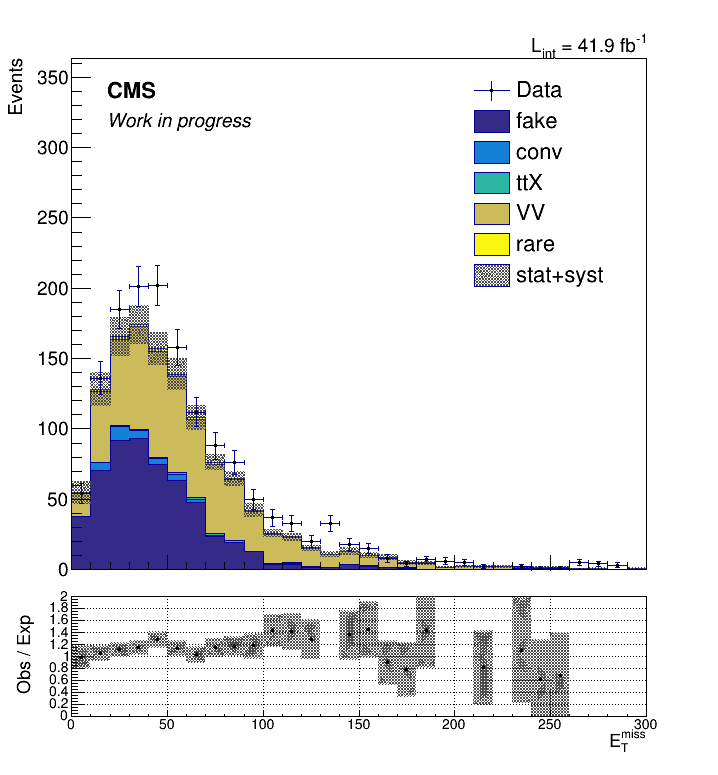 L_int = 41.9 fb^-1
Events
350
300
250
200
150
100
50
0
CMS
Work in progress
Data
fake
conv
ttX
VV
rare
stat+syst
Obs / Exp
2
1.8
1.6
1.4
1.2
1
0.8
0.6
0.4
0.2
0
0 50 100 150 200 250 300
E_T^miss